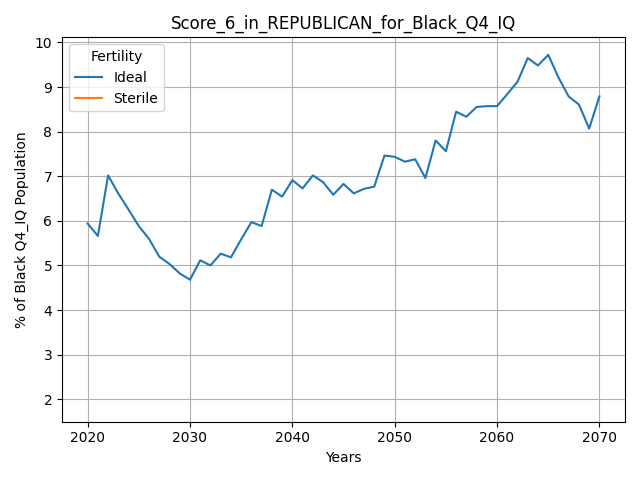 Score_6_in_REPUBLICAN_for_Black_Q4_IQ
Fertility
Ideal
Sterile
% of Black Q4_IQ Population
10
9
8
7
6
5
4
3
2
2020 2030 2040 2050 2060 2070
Years